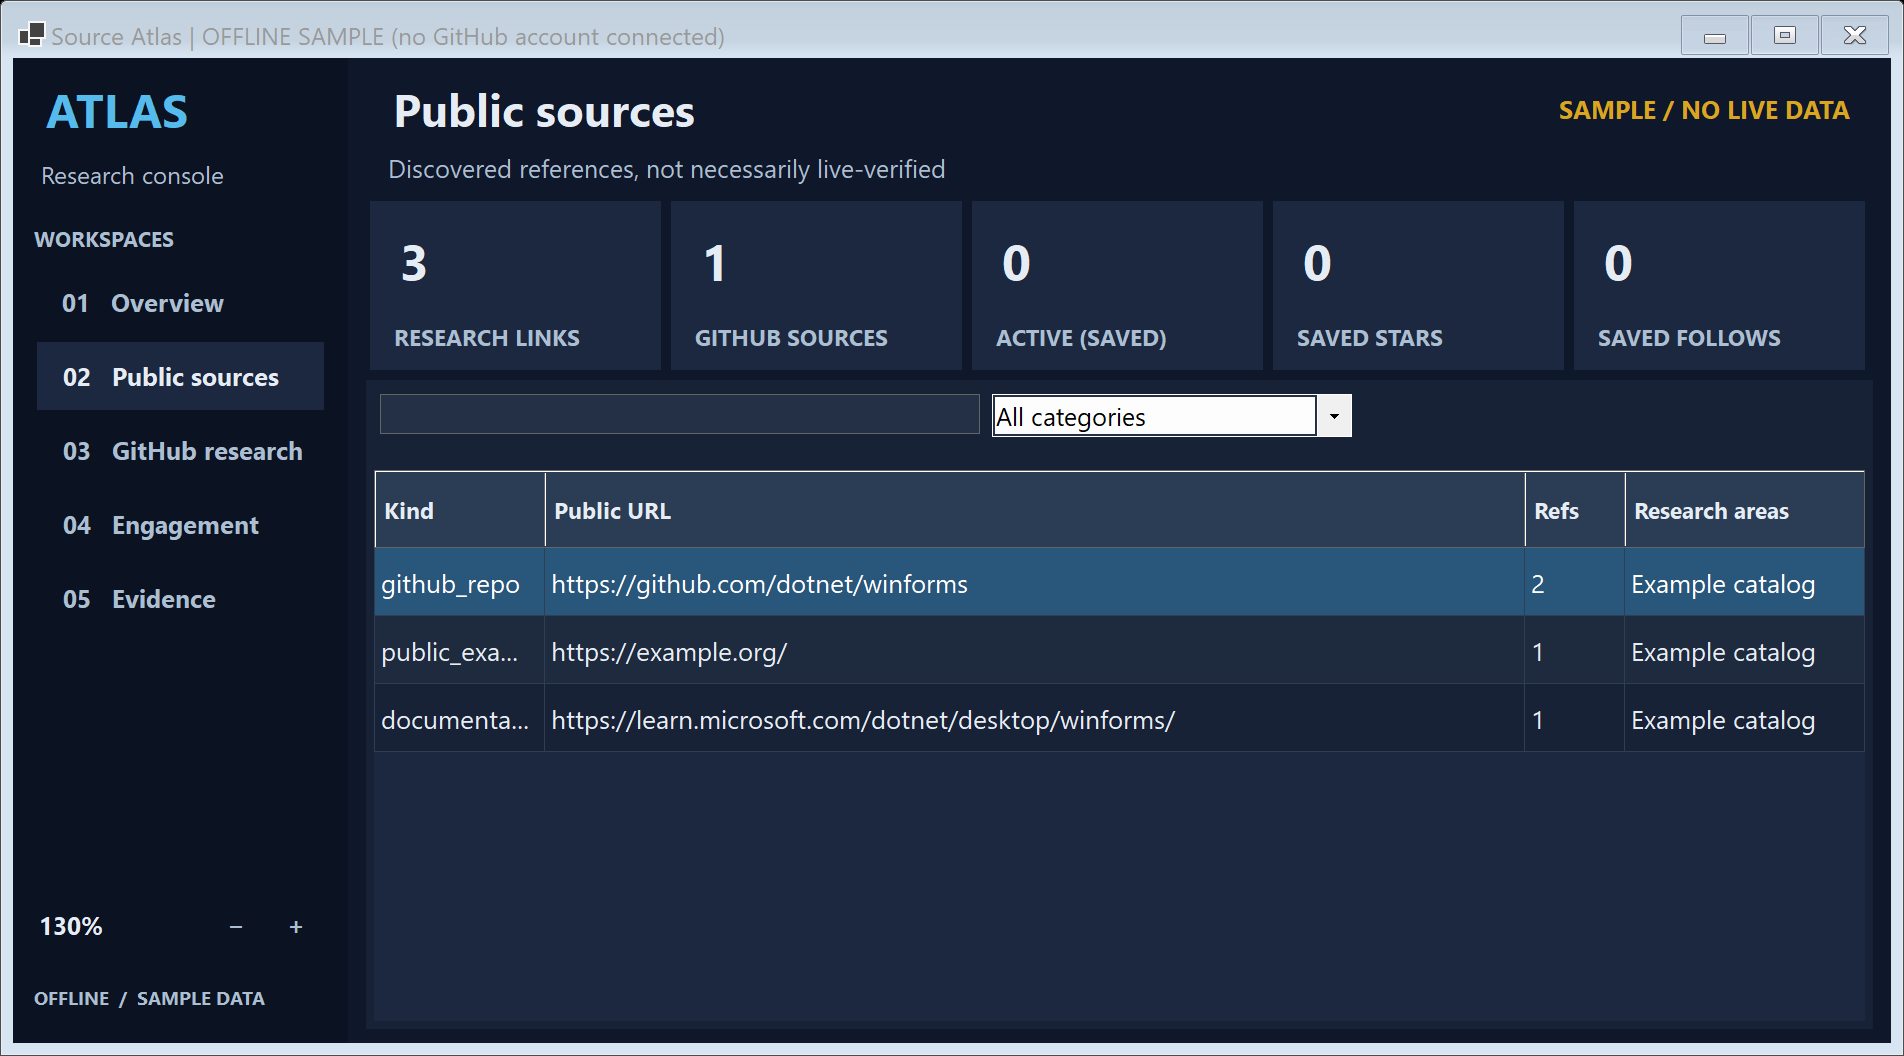 Source Atlas | OFFLINE SAMPLE (no GitHub account connected)
ATLAS
Research console
WORKSPACES
01 Overview
02 Public sources
03 GitHub research
04 Engagement
05 Evidence
130% − +
OFFLINE / SAMPLE DATA
Public sources
SAMPLE / NO LIVE DATA
Discovered references, not necessarily live-verified
3
RESEARCH LINKS
1
GITHUB SOURCES
0
ACTIVE (SAVED)
0
SAVED STARS
0
SAVED FOLLOWS
All categories
Kind Public URL Refs Research areas
github_repo https://github.com/dotnet/winforms 2 Example catalog
public_exa... https://example.org/ 1 Example catalog
documenta... https://learn.microsoft.com/dotnet/desktop/winforms/ 1 Example catalog